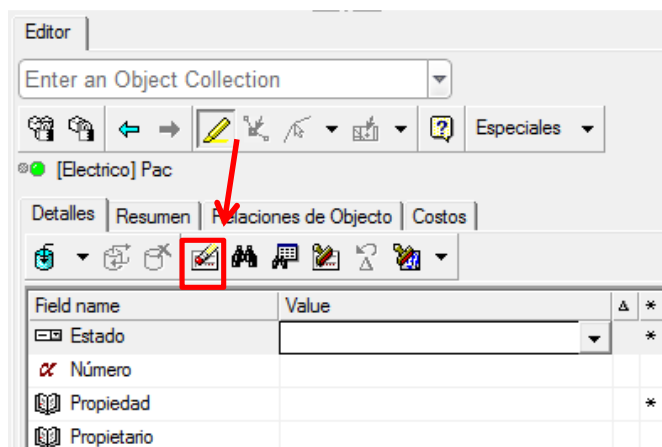 Editor
Enter an Object Collection
Especiales
[Electrico] Pac
Detalles Resumen Relaciones de Objecto Costos
Field name Value Δ *
Estado *
Número
Propiedad *
Propietario